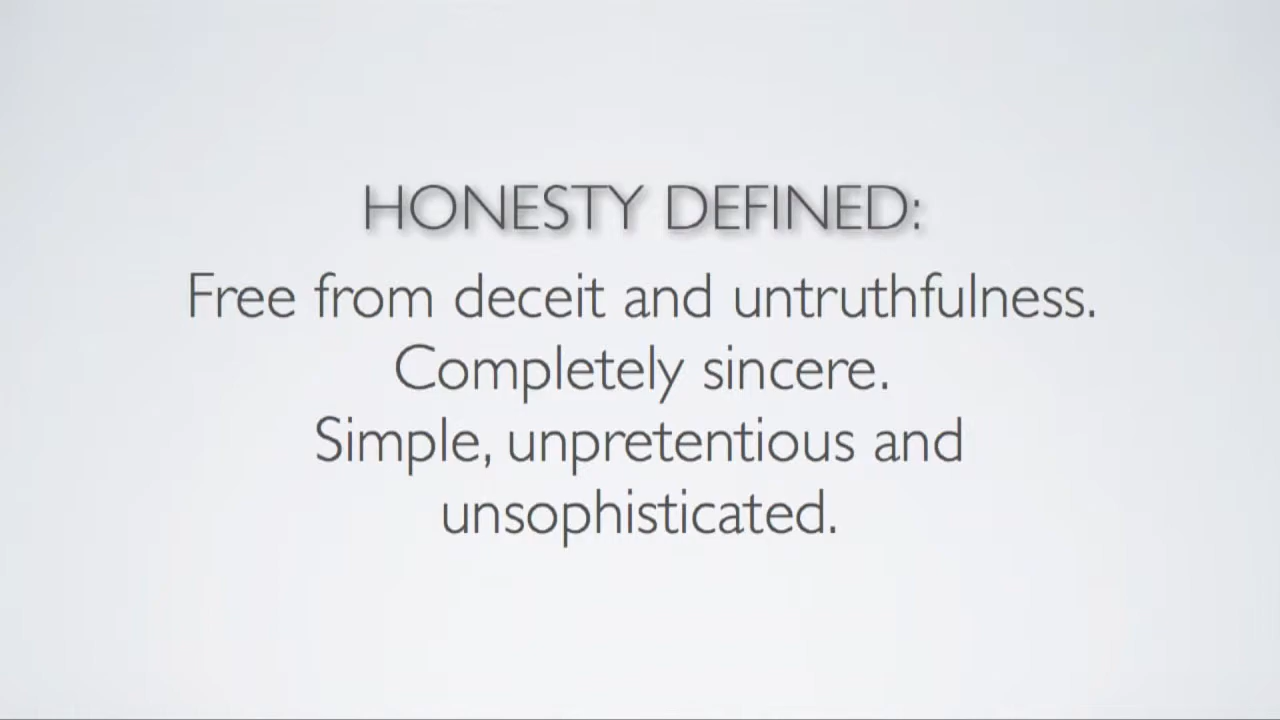 HONESTY DEFINED:
Free from deceit and untruthfulness.
Completely sincere.
Simple, unpretentious and
unsophisticated.